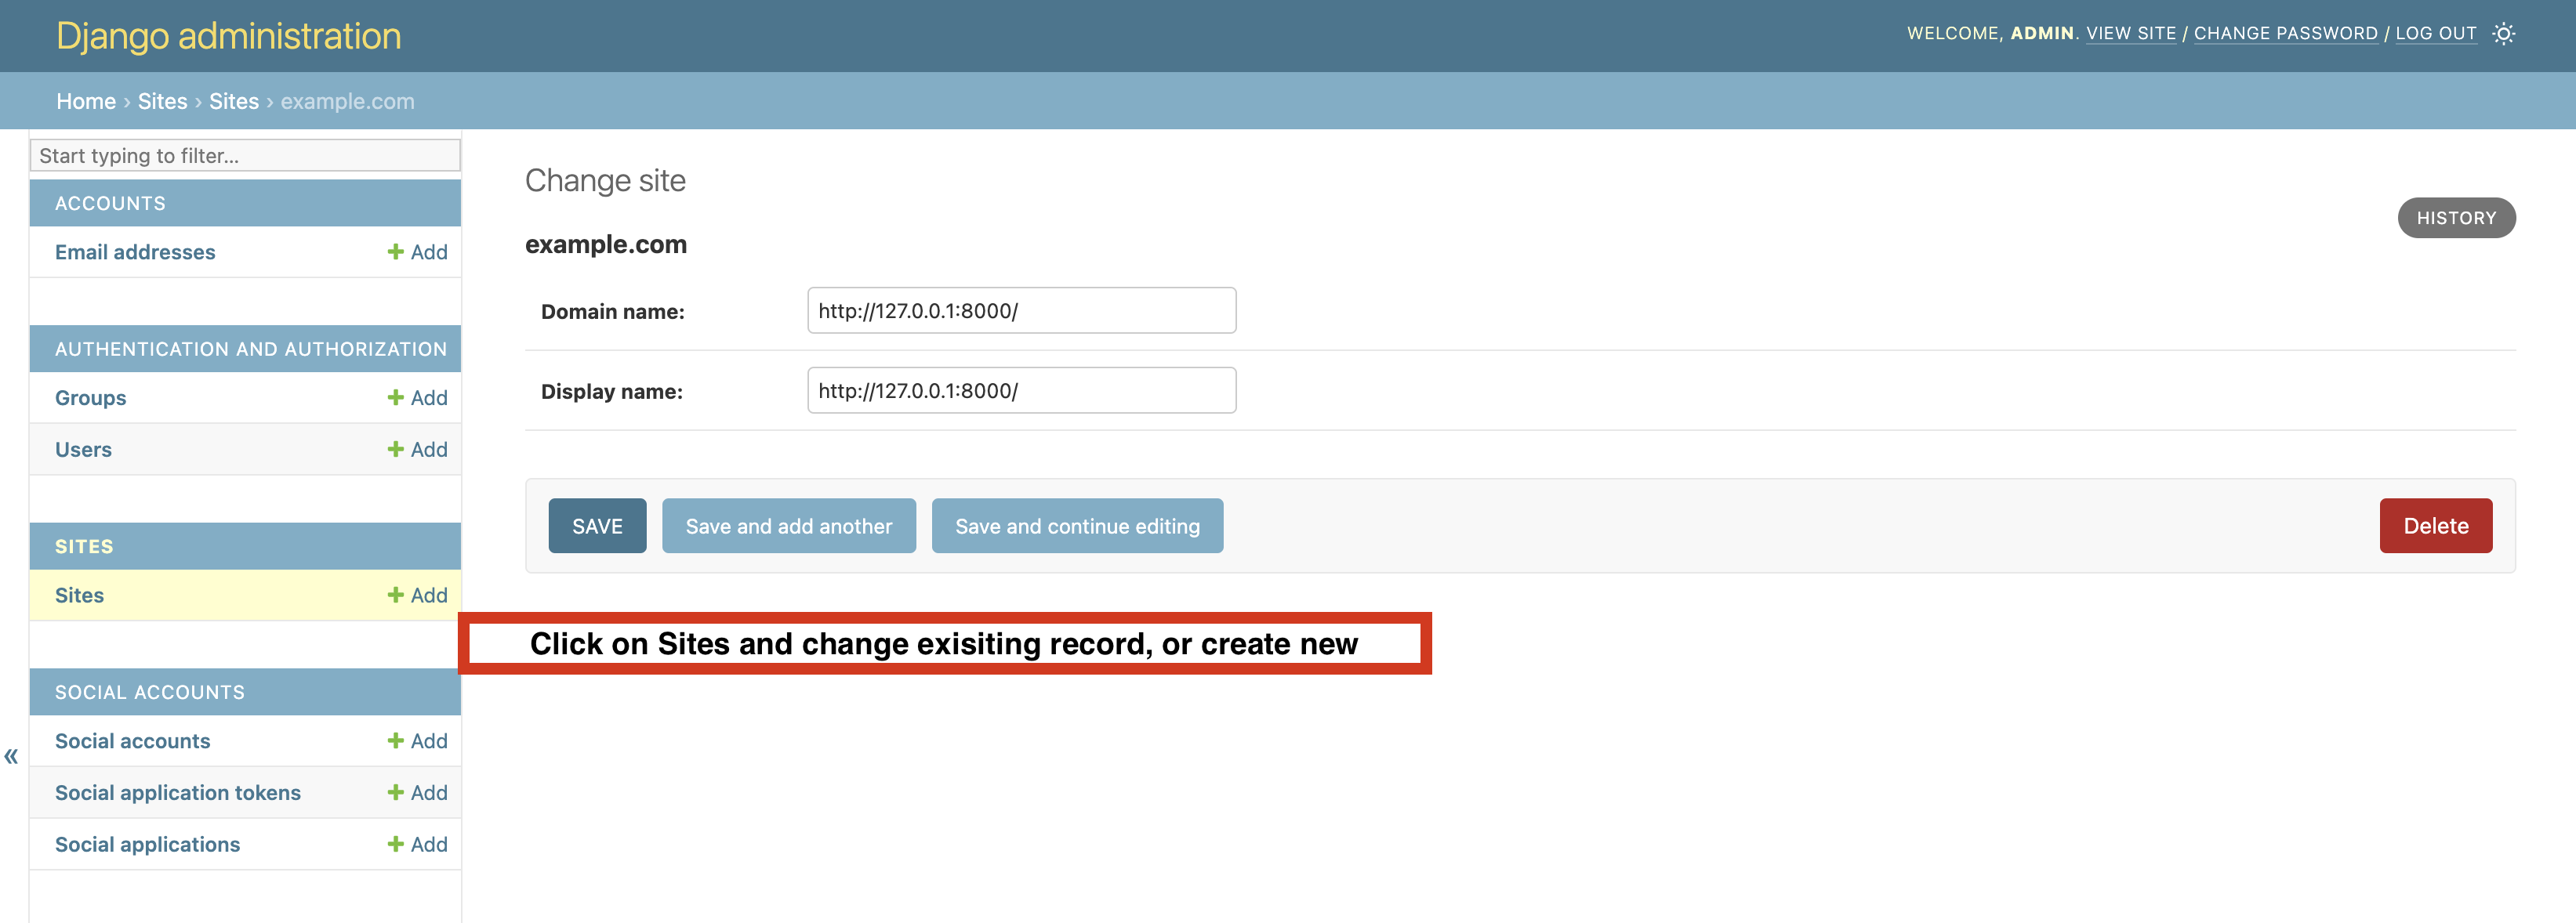 Django administration
WELCOME, ADMIN. VIEW SITE / CHANGE PASSWORD / LOG OUT
Home › Sites › Sites › example.com
Start typing to filter...
ACCOUNTS
Email addresses + Add
AUTHENTICATION AND AUTHORIZATION
Groups + Add
Users + Add
SITES
Sites + Add
SOCIAL ACCOUNTS
Social accounts + Add
Social application tokens + Add
Social applications + Add
«
Change site
HISTORY
example.com
Domain name: http://127.0.0.1:8000/
Display name: http://127.0.0.1:8000/
SAVE Save and add another Save and continue editing Delete
Click on Sites and change exisiting record, or create new